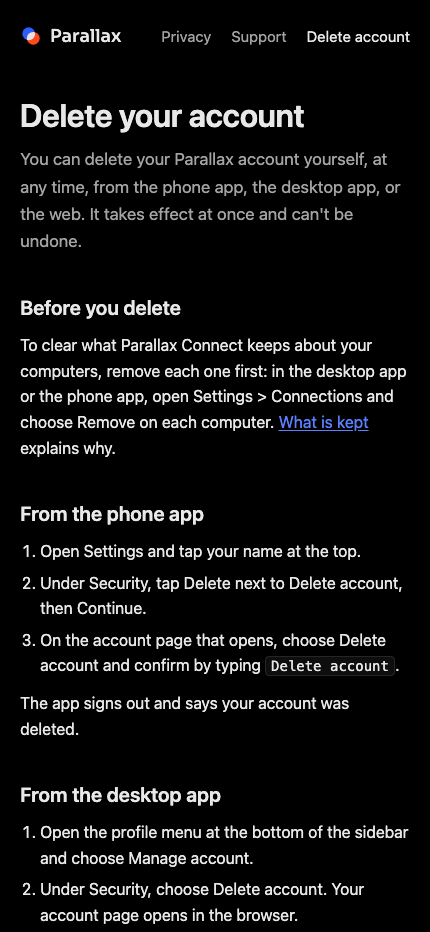 Parallax Privacy Support Delete account
Delete your account
You can delete your Parallax account yourself, at
any time, from the phone app, the desktop app, or
the web. It takes effect at once and can't be
undone.
Before you delete
To clear what Parallax Connect keeps about your
computers, remove each one first: in the desktop app
or the phone app, open Settings > Connections and
choose Remove on each computer. What is kept
explains why.
From the phone app
1. Open Settings and tap your name at the top.
2. Under Security, tap Delete next to Delete account,
then Continue.
3. On the account page that opens, choose Delete
account and confirm by typing Delete account.
The app signs out and says your account was
deleted.
From the desktop app
1. Open the profile menu at the bottom of the sidebar
and choose Manage account.
2. Under Security, choose Delete account. Your
account page opens in the browser.